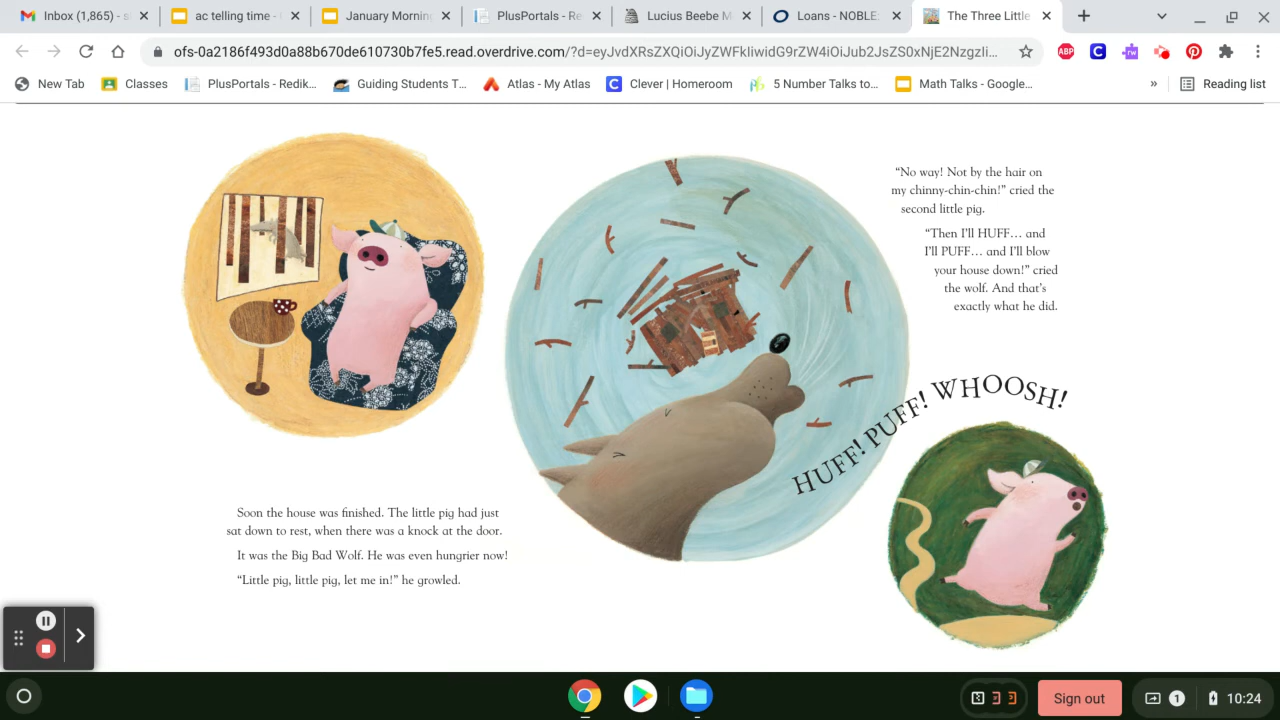 Inbox (1,865) - s
ac telling time -
January Mornin
PlusPortals - Re
Lucius Beebe M
Loans - NOBLE
The Three Little
ofs-0a2186f493d0a88b670de610730b7fe5.read.overdrive.com/?d=eyJvdXRsZXQiOiJyZWFkIiwidG9rZW4iOiJub2JsZS0xNjE2Nzgzli...
ABP
C
rw
New Tab
Classes
PlusPortals - Redik...
Guiding Students T...
Atlas - My Atlas
Clever | Homeroom
5 Number Talks to...
Math Talks - Google...
»
Reading list
Soon the house was finished. The little pig had just
sat down to rest, when there was a knock at the door.
It was the Big Bad Wolf. He was even hungrier now!
“Little pig, little pig, let me in!” he growled.
“No way! Not by the hair on
my chinny-chin-chin!” cried the
second little pig.
“Then I’ll HUFF... and
I’ll PUFF... and I’ll blow
your house down!” cried
the wolf. And that’s
exactly what he did.
HUFF! PUFF! WHOOSH!
Sign out
1
10:24